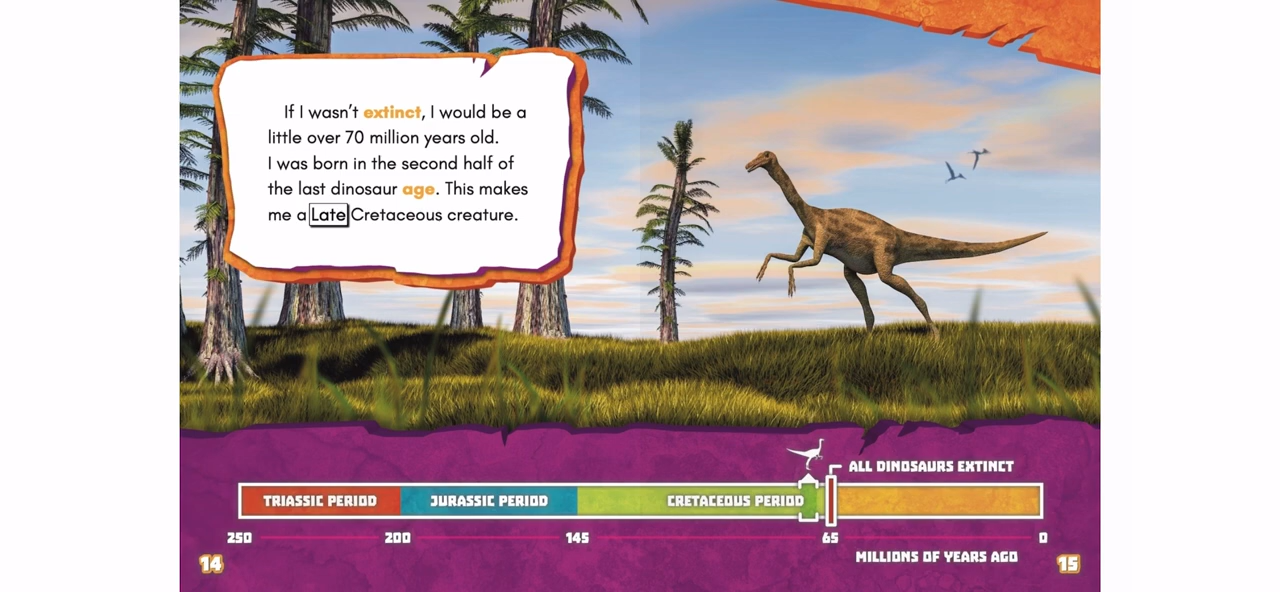 If I wasn't extinct, I would be a
little over 70 million years old.
I was born in the second half of
the last dinosaur age. This makes
me a Late Cretaceous creature.
ALL DINOSAURS EXTINCT
TRIASSIC PERIOD JURASSIC PERIOD CRETACEOUS PERIOD
250 200 145 65 0
MILLIONS OF YEARS AGO
14 15